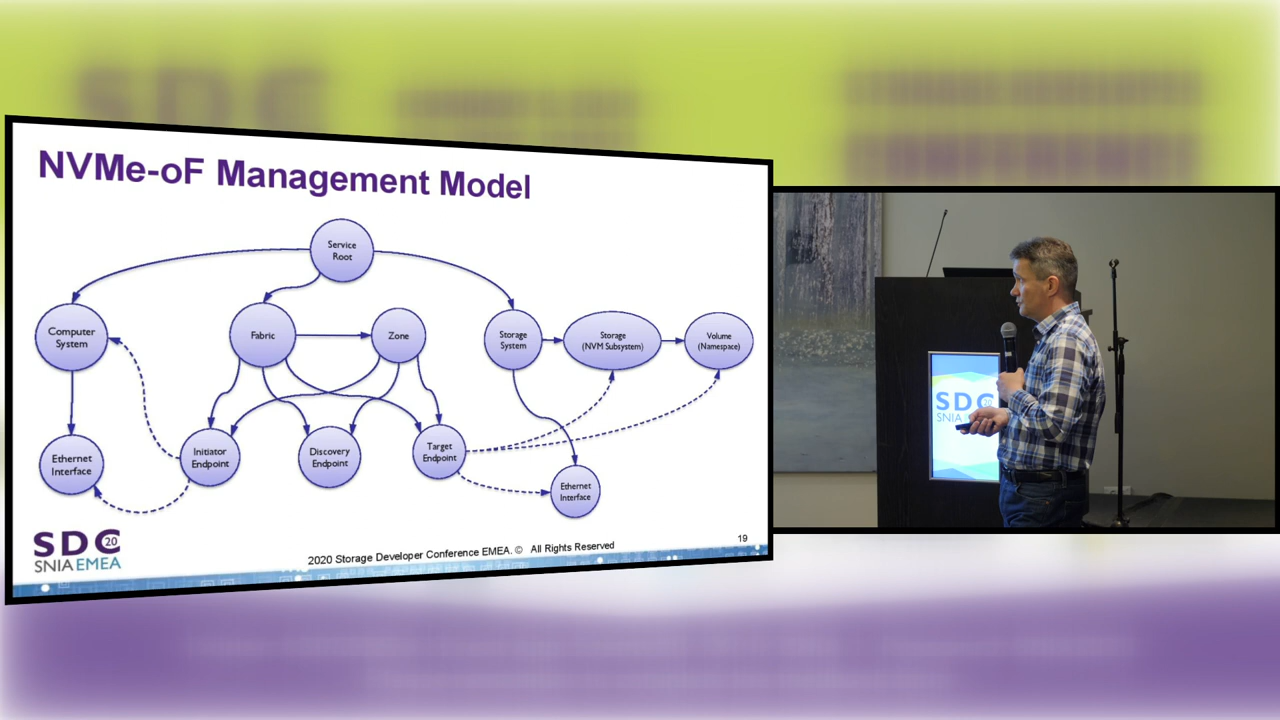 NVMe-oF Management Model
Service
Root
Computer
System
Fabric
Zone
Storage
System
Storage
(NVM Subsystem)
Volume
(Namespace)
Ethernet
Interface
Initiator
Endpoint
Discovery
Endpoint
Target
Endpoint
Ethernet
Interface
SDC
20
SNIA EMEA
2020 Storage Developer Conference EMEA. © All Rights Reserved
19
SDC
20
SNIA